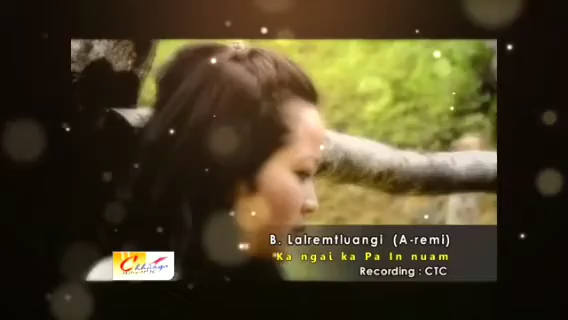 B. Lalremtluangi (A-remi)
Ka ngai ka Pa In nuam
Recording : CTC